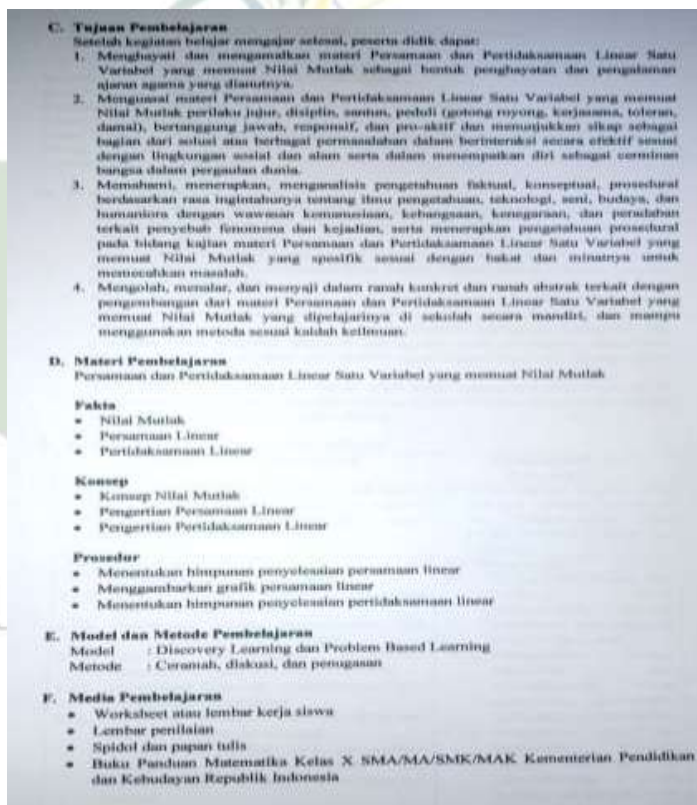 C. Tujuan Pembelajaran
Setelah kegiatan belajar mengajar selesai, peserta didik dapat:
1. Menghayati dan mengamalkan materi Persamaan dan Pertidaksamaan Linear Satu
Variabel yang memuat Nilai Mutlak sebagai bentuk penghayatan dan pengalaman
ajaran agama yang dianutnya.
2. Menguasai materi Persamaan dan Pertidaksamaan Linear Satu Variabel yang memuat
Nilai Mutlak perilaku jujur, disiplin, santun, peduli (gotong royong, kerjasama, toleran,
damai), bertanggung jawab, responsif, dan pro-aktif dan menunjukkan sikap sebagai
bagian dari solusi atas berbagai permasalahan dalam berinteraksi secara efektif sesuai
dengan lingkungan sosial dan alam serta dalam menempatkan diri sebagai cerminan
bangsa dalam pergaulan dunia.
3. Memahami, menerapkan, menganalisis pengetahuan faktual, konseptual, prosedural
berdasarkan rasa ingintahunya tentang ilmu pengetahuan, teknologi, seni, budaya, dan
humaniora dengan wawasan kemanusiaan, kebangsaan, kenegaraan, dan peradaban
terkait penyebab fenomena dan kejadian, serta menerapkan pengetahuan prosedural
pada bidang kajian materi Persamaan dan Pertidaksamaan Linear Satu Variabel yang
memuat Nilai Mutlak yang spesifik sesuai dengan bakat dan minatnya untuk
memecahkan masalah.
4. Mengolah, menalar, dan menyaji dalam ranah konkret dan ranah abstrak terkait dengan
pengembangan dari materi Persamaan dan Pertidaksamaan Linear Satu Variabel yang
memuat Nilai Mutlak yang dipelajarinya di sekolah secara mandiri, dan mampu
menggunakan metoda sesuai kaidah keilmuan.
D. Materi Pembelajaran
Persamaan dan Pertidaksamaan Linear Satu Variabel yang memuat Nilai Mutlak
Fakta
• Nilai Mutlak
• Persamaan Linear
• Pertidaksamaan Linear
Konsep
• Konsep Nilai Mutlak
• Pengertian Persamaan Linear
• Pengertian Pertidaksamaan Linear
Prosedur
• Menentukan himpunan penyelesaian persamaan linear
• Menggambarkan grafik persamaan linear
• Menentukan himpunan penyelesaian pertidaksamaan linear
E. Model dan Metode Pembelajaran
Model : Discovery Learning dan Problem Based Learning
Metode : Ceramah, diskusi, dan penugasan
F. Media Pembelajaran
• Worksheet atau lembar kerja siswa
• Lembar penilaian
• Spidol dan papan tulis
• Buku Panduan Matematika Kelas X SMA/MA/SMK/MAK Kementerian Pendidikan
dan Kebudayan Republik Indonesia